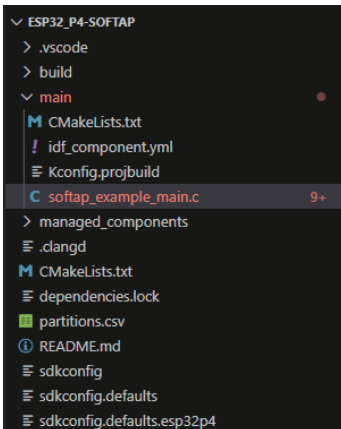 ESP32_P4-SOFTAP
.vscode
build
main
M CMakeLists.txt
! idf_component.yml
Kconfig.projbuild
C softap_example_main.c 9+
managed_components
.clangd
M CMakeLists.txt
dependencies.lock
partitions.csv
README.md
sdkconfig
sdkconfig.defaults
sdkconfig.defaults.esp32p4